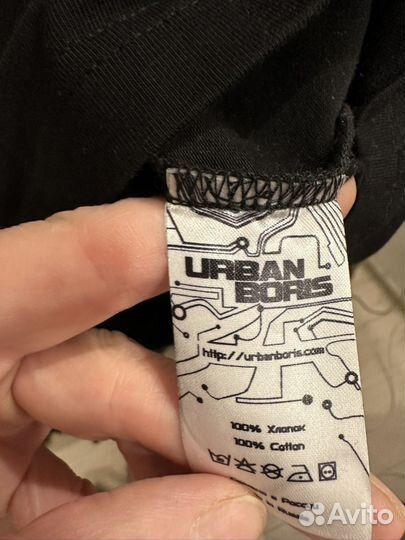 URBAN
BORIS
http://urbanboris.com
100% Хлопок
100% Cotton
Avito